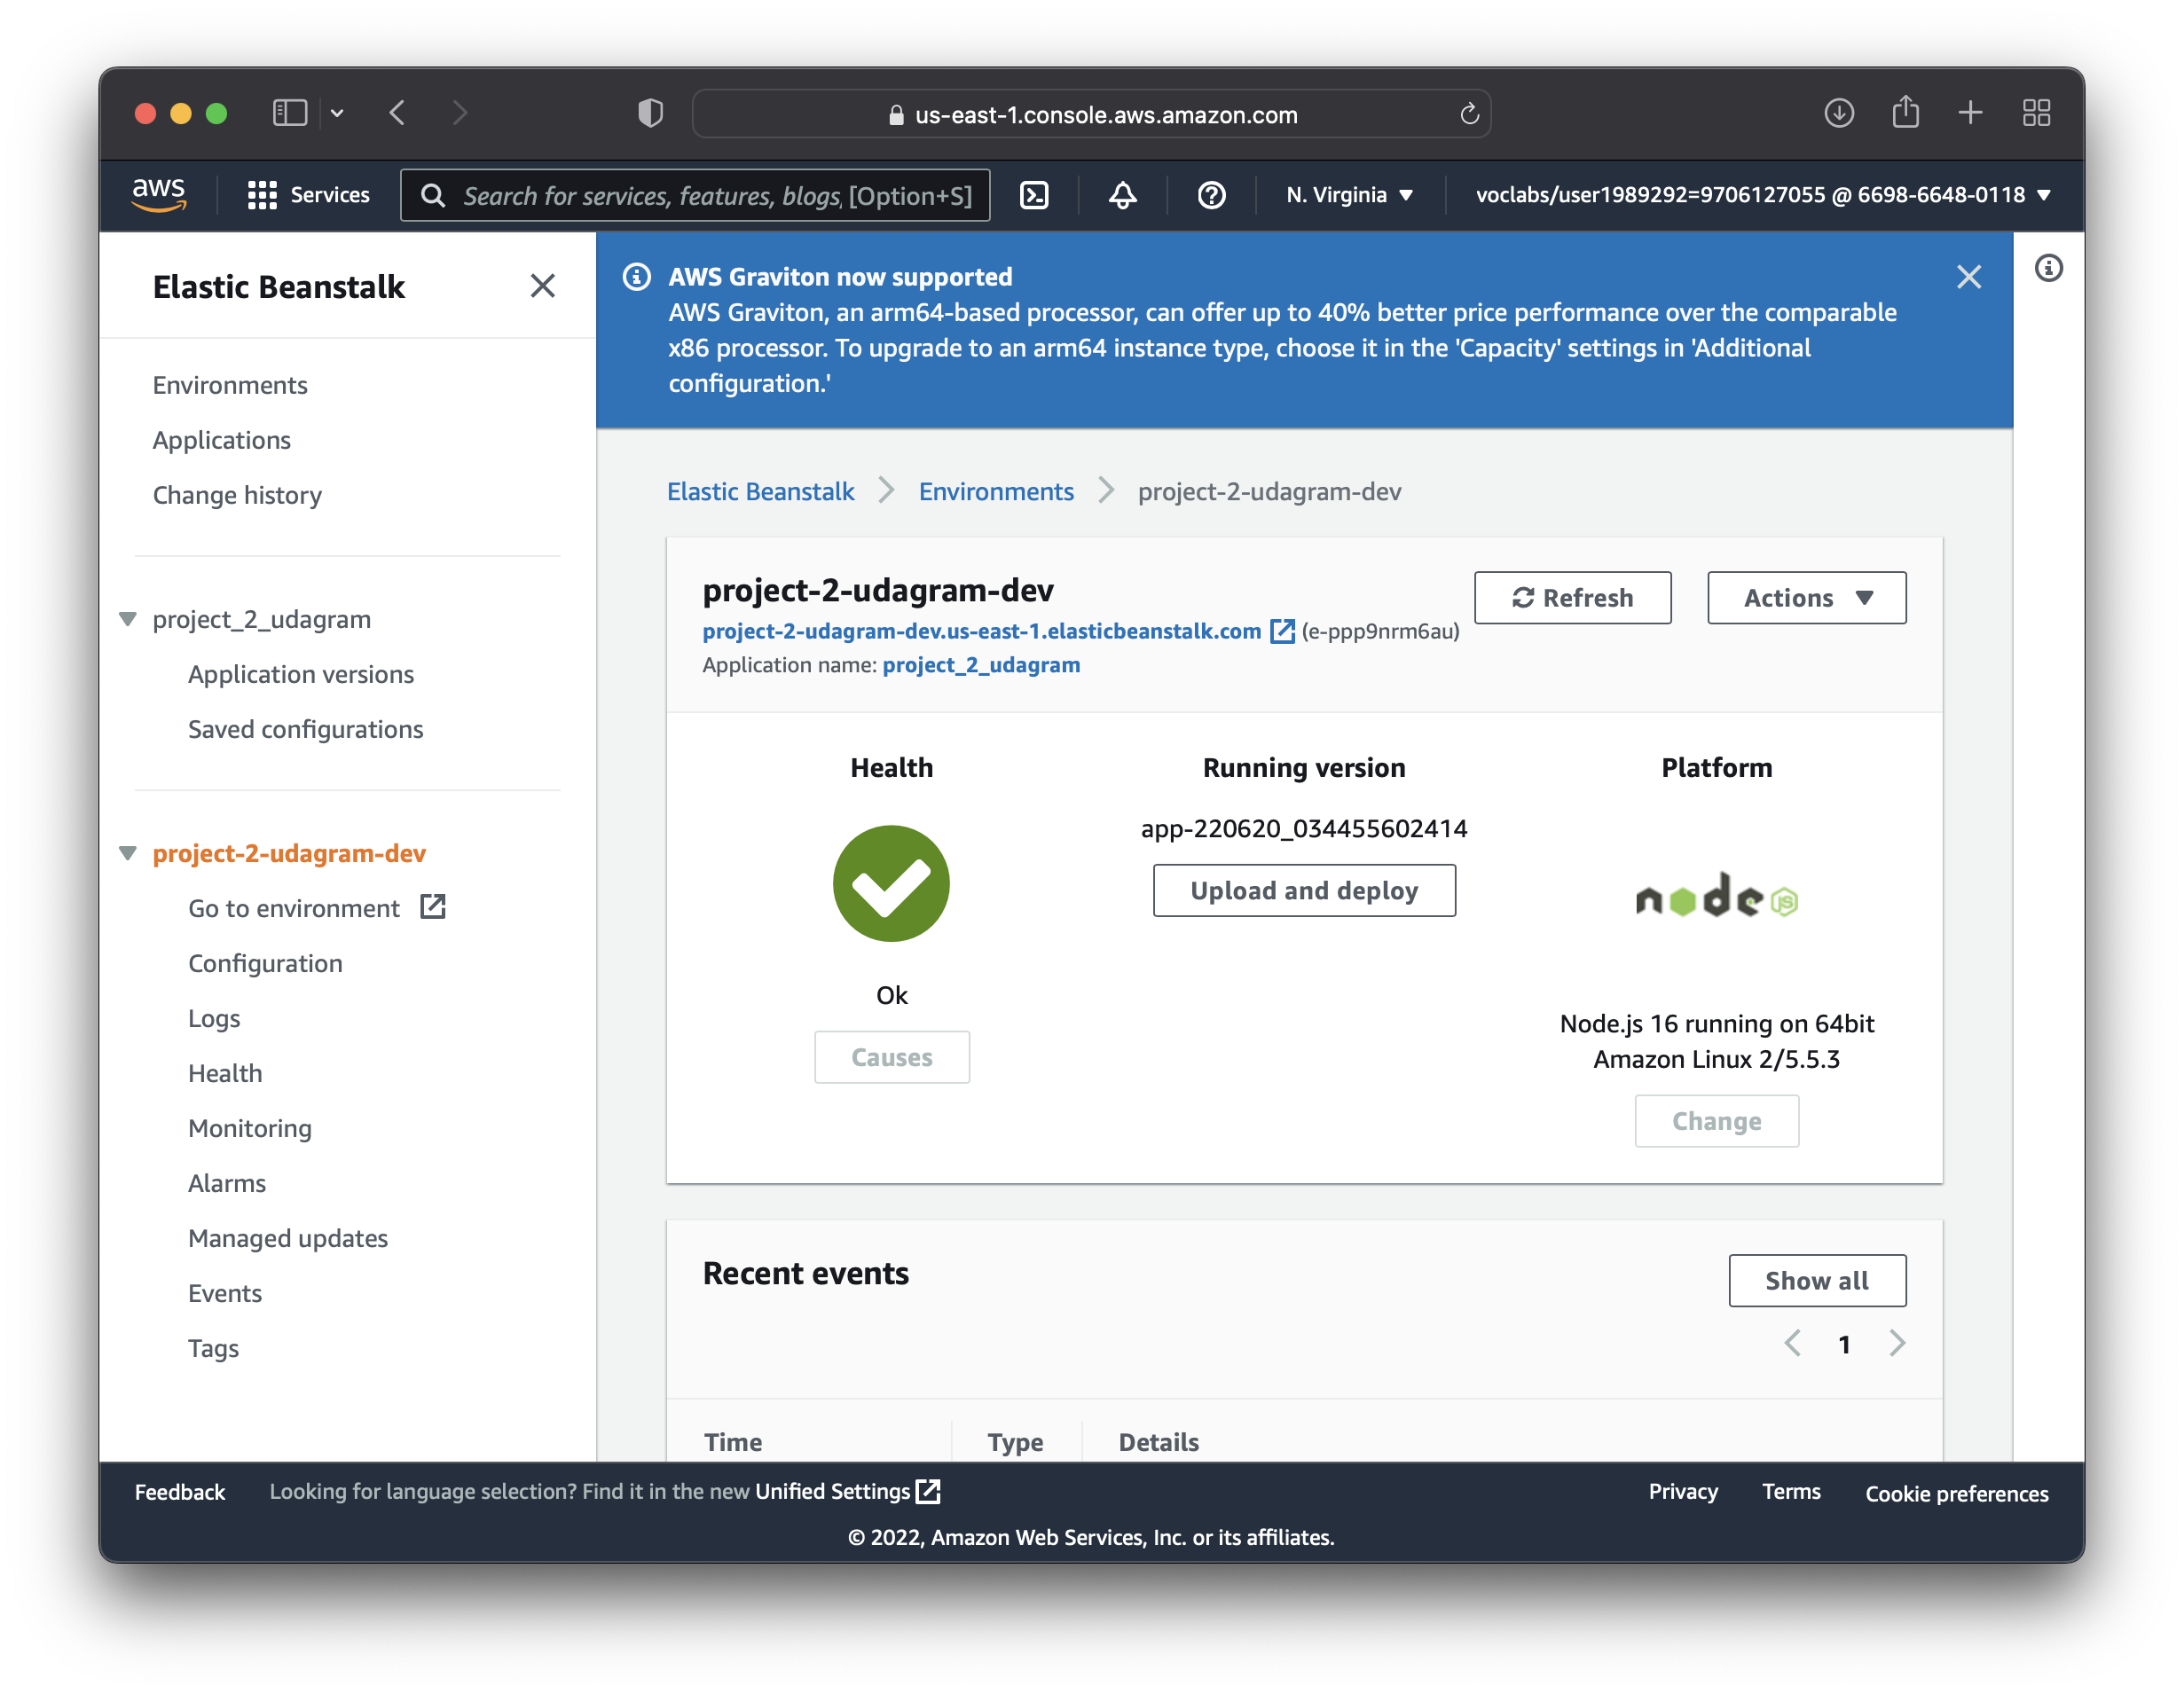 us-east-1.console.aws.amazon.com
aws
Services
Search for services, features, blogs, [Option+S]
N. Virginia
voclabs/user1989292=9706127055 @ 6698-6648-0118
Elastic Beanstalk
Environments
Applications
Change history
project_2_udagram
Application versions
Saved configurations
project-2-udagram-dev
Go to environment
Configuration
Logs
Health
Monitoring
Alarms
Managed updates
Events
Tags
AWS Graviton now supported
AWS Graviton, an arm64-based processor, can offer up to 40% better price performance over the comparable
x86 processor. To upgrade to an arm64 instance type, choose it in the 'Capacity' settings in 'Additional
configuration.'
Elastic Beanstalk
Environments
project-2-udagram-dev
project-2-udagram-dev
project-2-udagram-dev.us-east-1.elasticbeanstalk.com (e-ppp9nrm6au)
Application name: project_2_udagram
Refresh
Actions
Health
Ok
Causes
Running version
app-220620_034455602414
Upload and deploy
Platform
node JS
Node.js 16 running on 64bit
Amazon Linux 2/5.5.3
Change
Recent events
Show all
1
Time
Type
Details
Feedback
Looking for language selection? Find it in the new Unified Settings
Privacy
Terms
Cookie preferences
© 2022, Amazon Web Services, Inc. or its affiliates.